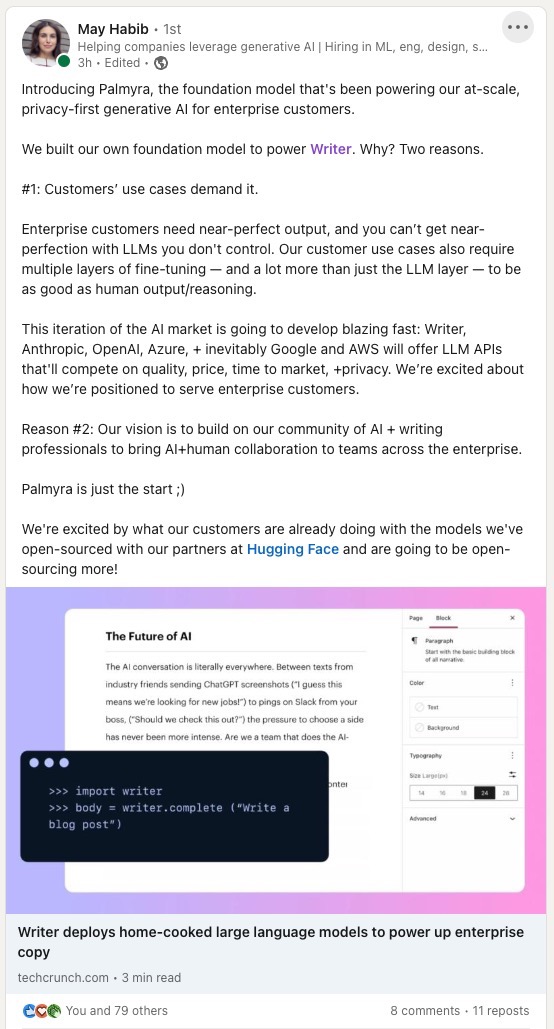 May Habib • 1st
Helping companies leverage generative AI | Hiring in ML, eng, design, s...
3h • Edited •
Introducing Palmyra, the foundation model that's been powering our at-scale,
privacy-first generative AI for enterprise customers.
We built our own foundation model to power Writer. Why? Two reasons.
#1: Customers’ use cases demand it.
Enterprise customers need near-perfect output, and you can’t get near-
perfection with LLMs you don't control. Our customer use cases also require
multiple layers of fine-tuning — and a lot more than just the LLM layer — to be
as good as human output/reasoning.
This iteration of the AI market is going to develop blazing fast: Writer,
Anthropic, OpenAI, Azure, + inevitably Google and AWS will offer LLM APIs
that'll compete on quality, price, time to market, +privacy. We’re excited about
how we’re positioned to serve enterprise customers.
Reason #2: Our vision is to build on our community of AI + writing
professionals to bring AI+human collaboration to teams across the enterprise.
Palmyra is just the start ;)
We're excited by what our customers are already doing with the models we've
open-sourced with our partners at Hugging Face and are going to be open-
sourcing more!
The Future of AI
The AI conversation is literally everywhere. Between texts from
industry friends sending ChatGPT screenshots (“I guess this
means we're looking for new jobs!”) to pings on Slack from your
boss, (“Should we check this out?”) the pressure to choose a side
has never been more intense. Are we a team that does the AI-
conter
>>> import writer
>>> body = writer.complete (“Write a
blog post”)
Page Block ×
Paragraph
Start with the basic building block
of all narrative.
Color
Text
Background
Typography
Size Large(px)
14 16 18 24 28
Advanced
Writer deploys home-cooked large language models to power up enterprise
copy
techcrunch.com • 3 min read
You and 79 others 8 comments • 11 reposts